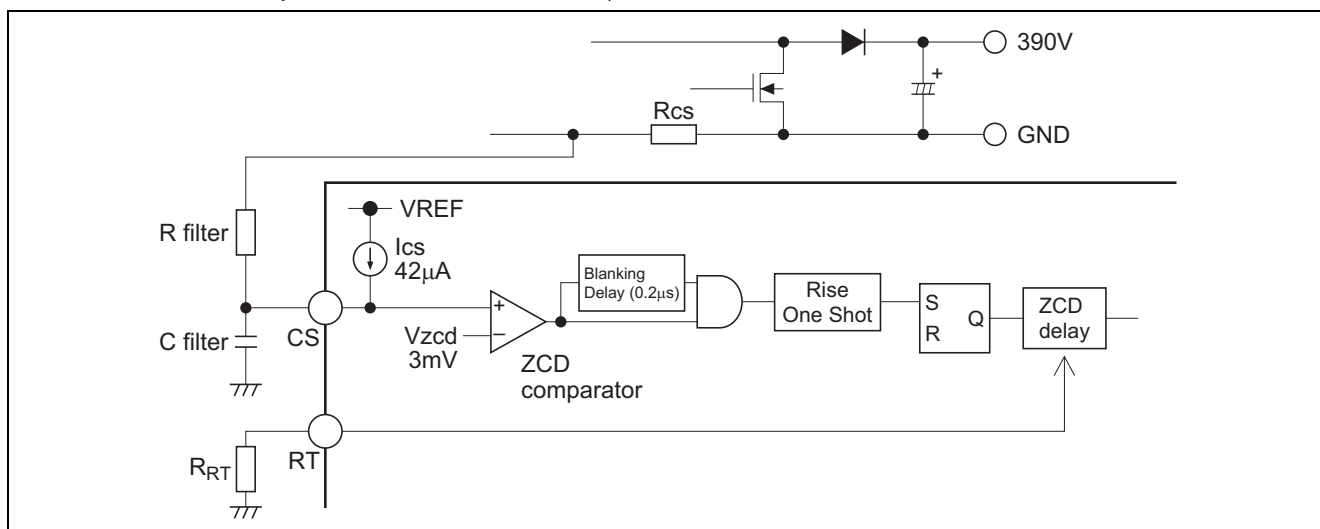 390V
+
Rcs
GND
VREF
R filter
Ics
42μA
Blanking
Delay (0.2μs)
Rise
One Shot
S
R
Q
ZCD
delay
+
−
Vzcd
3mV
ZCD
comparator
C filter
CS
RT
RRT